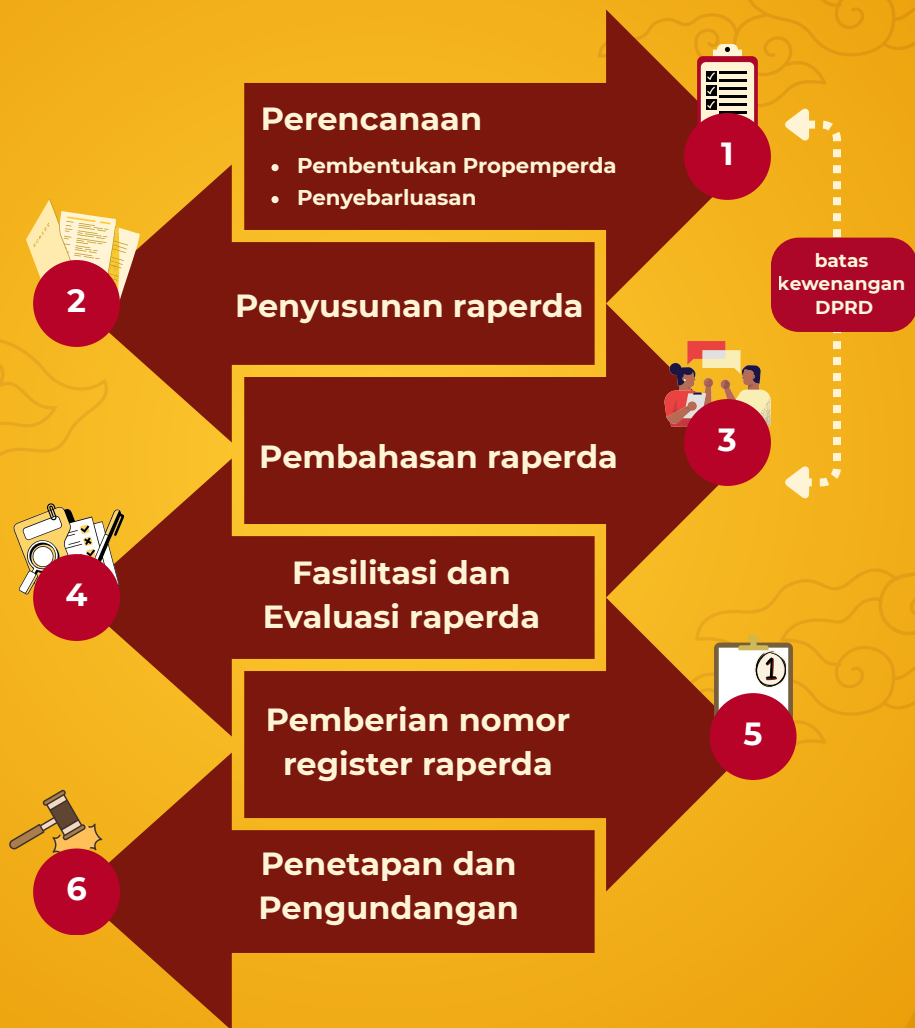 Perencanaan
• Pembentukan Propemperda
• Penyebarluasan
1
batas
kewenangan
DPRD
2
Penyusunan raperda
3
Pembahasan raperda
4
Fasilitasi dan
Evaluasi raperda
1
5
Pemberian nomor
register raperda
6
Penetapan dan
Pengundangan